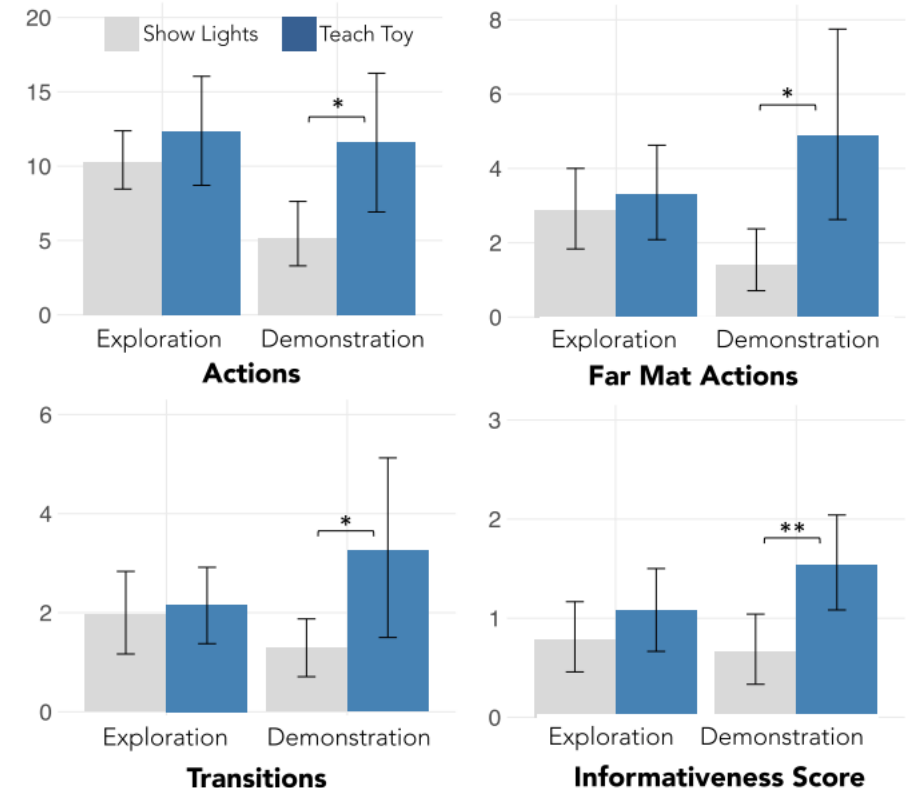 20
Show Lights Teach Toy
15
*
10
5
0
Exploration Demonstration
Actions
8
6
*
4
2
0
Exploration Demonstration
Far Mat Actions
6
4
*
2
0
Exploration Demonstration
Transitions
3
2
**
1
0
Exploration Demonstration
Informativeness Score